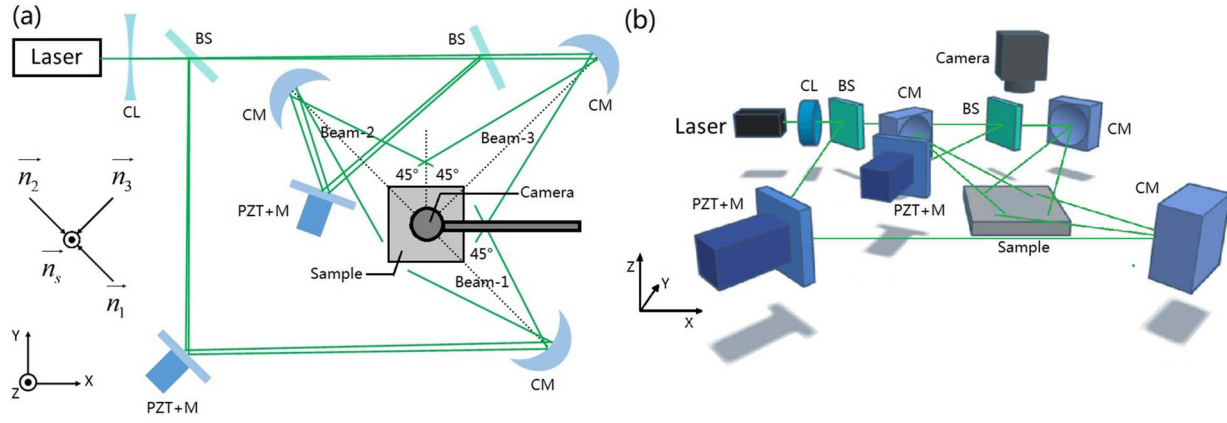 (a)
Laser
CL
BS
BS
CM
CM
Beam-2
Beam-3
45°
45°
Camera
PZT+M
45°
Sample
Beam-1
CM
PZT+M
n₂
n₃
nₛ
n₁
Y
Z
X
(b)
Camera
Laser
CL
BS
CM
BS
CM
PZT+M
PZT+M
Sample
CM
Z
Y
X